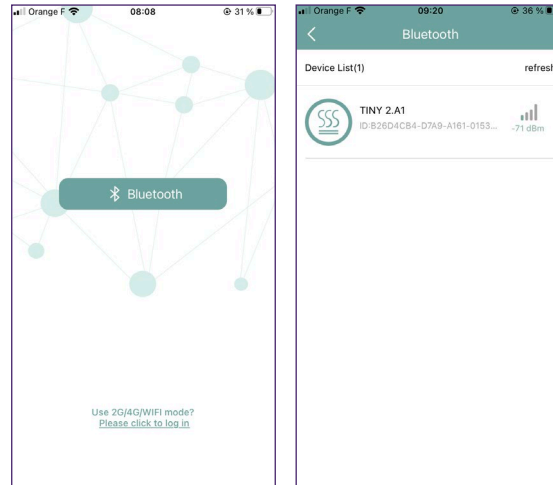 Orange F 08:08 31 %
Bluetooth
Use 2G/4G/WIFI mode?
Please click to log in
Orange F 09:20 36 %
Bluetooth
Device List(1) refresh
TINY 2.A1
ID:B26D4CB4-D7A9-A161-0153...
-71 dBm